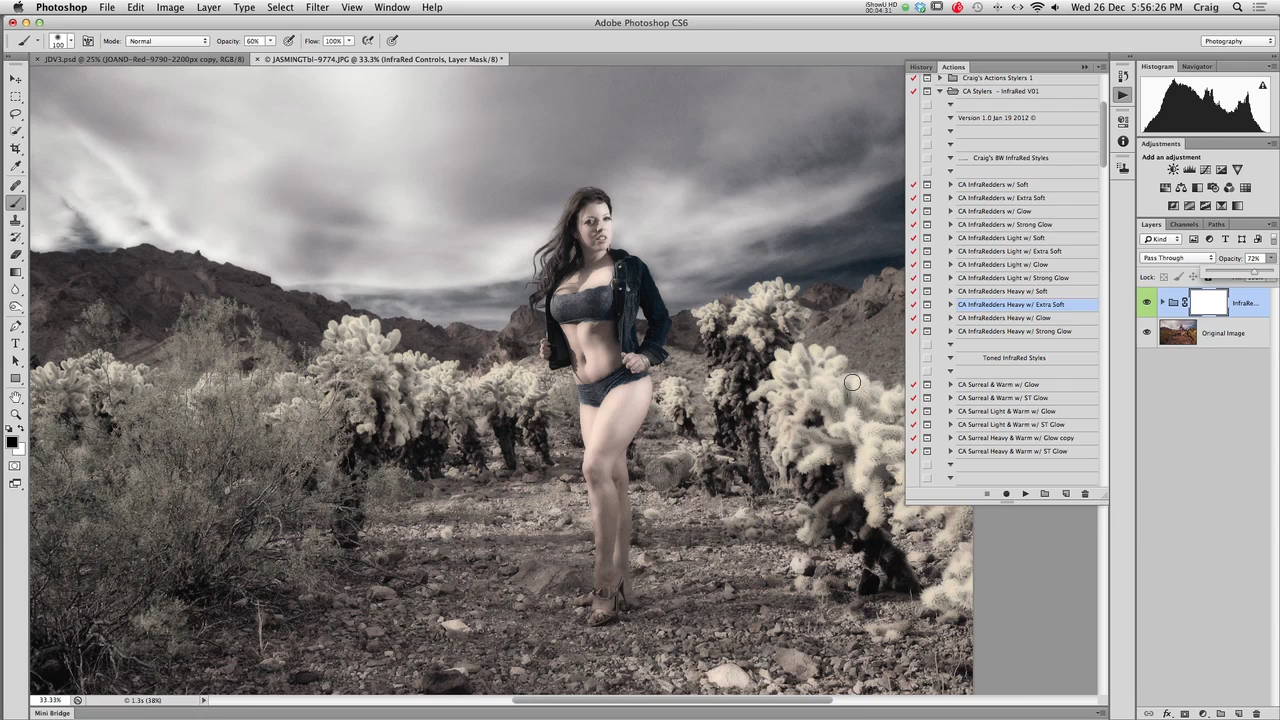 Photoshop File Edit Image Layer Type Select Filter View Window Help
iShowU HD
00:04:31
Wed 26 Dec 5:56:26 PM Craig
Adobe Photoshop CS6
100 Mode: Normal Opacity: 60% Flow: 100% Photography
JDV3.psd @ 25% (JOAND-Red-9790-2200px copy, RGB/8)
© JASMINGTbl-9774.JPG @ 33.3% (InfraRed Controls, Layer Mask/8) *
History Actions
Craig's Actions Stylers 1
CA Stylers - InfraRed V01
Version 1.0 Jan 19 2012 ©
..... Craig's BW InfraRed Styles
CA InfraRedders w/ Soft
CA InfraRedders w/ Extra Soft
CA InfraRedders w/ Glow
CA InfraRedders w/ Strong Glow
CA InfraRedders Light w/ Soft
CA InfraRedders Light w/ Extra Soft
CA InfraRedders Light w/ Glow
CA InfraRedders Light w/ Strong Glow
CA InfraRedders Heavy w/ Soft
CA InfraRedders Heavy w/ Extra Soft
CA InfraRedders Heavy w/ Glow
CA InfraRedders Heavy w/ Strong Glow
Toned InfraRed Styles
CA Surreal & Warm w/ Glow
CA Surreal & Warm w/ ST Glow
CA Surreal Light & Warm w/ Glow
CA Surreal Light & Warm w/ ST Glow
CA Surreal Heavy & Warm w/ Glow copy
CA Surreal Heavy & Warm w/ ST Glow
Histogram Navigator
Adjustments
Add an adjustment
Layers Channels Paths
Kind
Pass Through Opacity: 72%
Lock:
InfraRe...
Original Image
33.33% © 1.3s (38%)
Mini Bridge